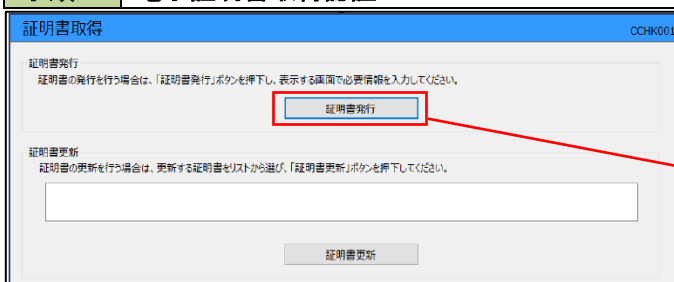 証明書取得
CCHK001
証明書発行
証明書の発行を行う場合は、「証明書発行」ボタンを押下し、表示する画面で必要情報を入力してください。
証明書発行
証明書更新
証明書の更新を行う場合は、更新する証明書をリストから選び、「証明書更新」ボタンを押下してください。
証明書更新